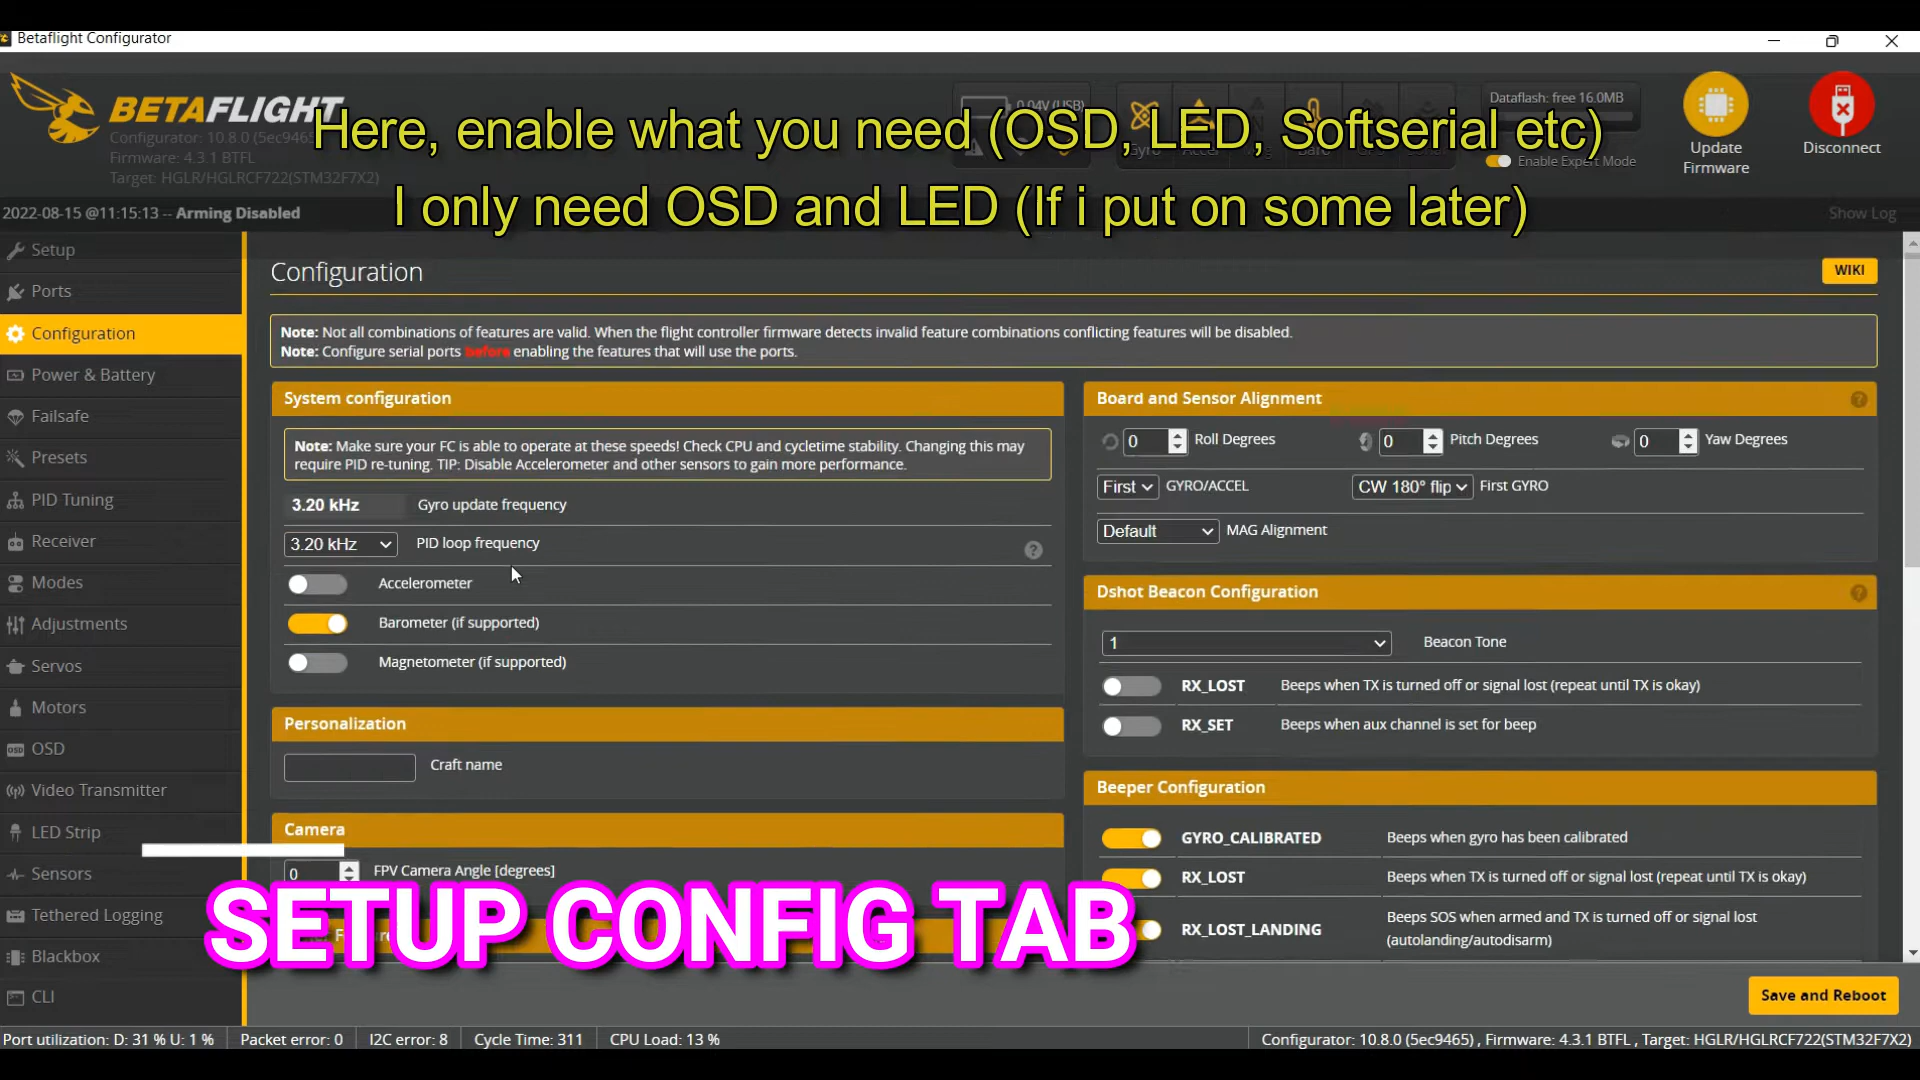 Betaflight Configurator
BETAFLIGHT
Configurator: 10.8.0 (5ec9465
Firmware: 4.3.1 BTFL
Target: HGLR/HGLRCF722(STM32F7X2)
0.04V (USB)
Gyro
Accel
Baro
Dataflash: free 16.0MB
Enable Expert Mode
Update
Firmware
Disconnect
Here, enable what you need (OSD, LED, Softserial etc)
I only need OSD and LED (If i put on some later)
2022-08-15 @11:15:13 -- Arming Disabled
Show Log
Setup
Ports
Configuration
Power & Battery
Failsafe
Presets
PID Tuning
Receiver
Modes
Adjustments
Servos
Motors
OSD
Video Transmitter
LED Strip
Sensors
Tethered Logging
Blackbox
CLI
Configuration
WIKI
Note: Not all combinations of features are valid. When the flight controller firmware detects invalid feature combinations conflicting features will be disabled.
Note: Configure serial ports before enabling the features that will use the ports.
System configuration
Note: Make sure your FC is able to operate at these speeds! Check CPU and cycletime stability. Changing this may
require PID re-tuning. TIP: Disable Accelerometer and other sensors to gain more performance.
3.20 kHz Gyro update frequency
3.20 kHz PID loop frequency
?
Accelerometer
Barometer (if supported)
Magnetometer (if supported)
Personalization
Craft name
Camera
0 FPV Camera Angle [degrees]
SETUP CONFIG TAB
Board and Sensor Alignment
?
0 Roll Degrees 0 Pitch Degrees 0 Yaw Degrees
First GYRO/ACCEL CW 180° flip First GYRO
Default MAG Alignment
Dshot Beacon Configuration
?
1 Beacon Tone
RX_LOST Beeps when TX is turned off or signal lost (repeat until TX is okay)
RX_SET Beeps when aux channel is set for beep
Beeper Configuration
GYRO_CALIBRATED Beeps when gyro has been calibrated
RX_LOST Beeps when TX is turned off or signal lost (repeat until TX is okay)
RX_LOST_LANDING Beeps SOS when armed and TX is turned off or signal lost
(autolanding/autodisarm)
Save and Reboot
Port utilization: D: 31 % U: 1 % Packet error: 0 I2C error: 8 Cycle Time: 311 CPU Load: 13 %
Configurator: 10.8.0 (5ec9465) , Firmware: 4.3.1 BTFL , Target: HGLR/HGLRCF722(STM32F7X2)